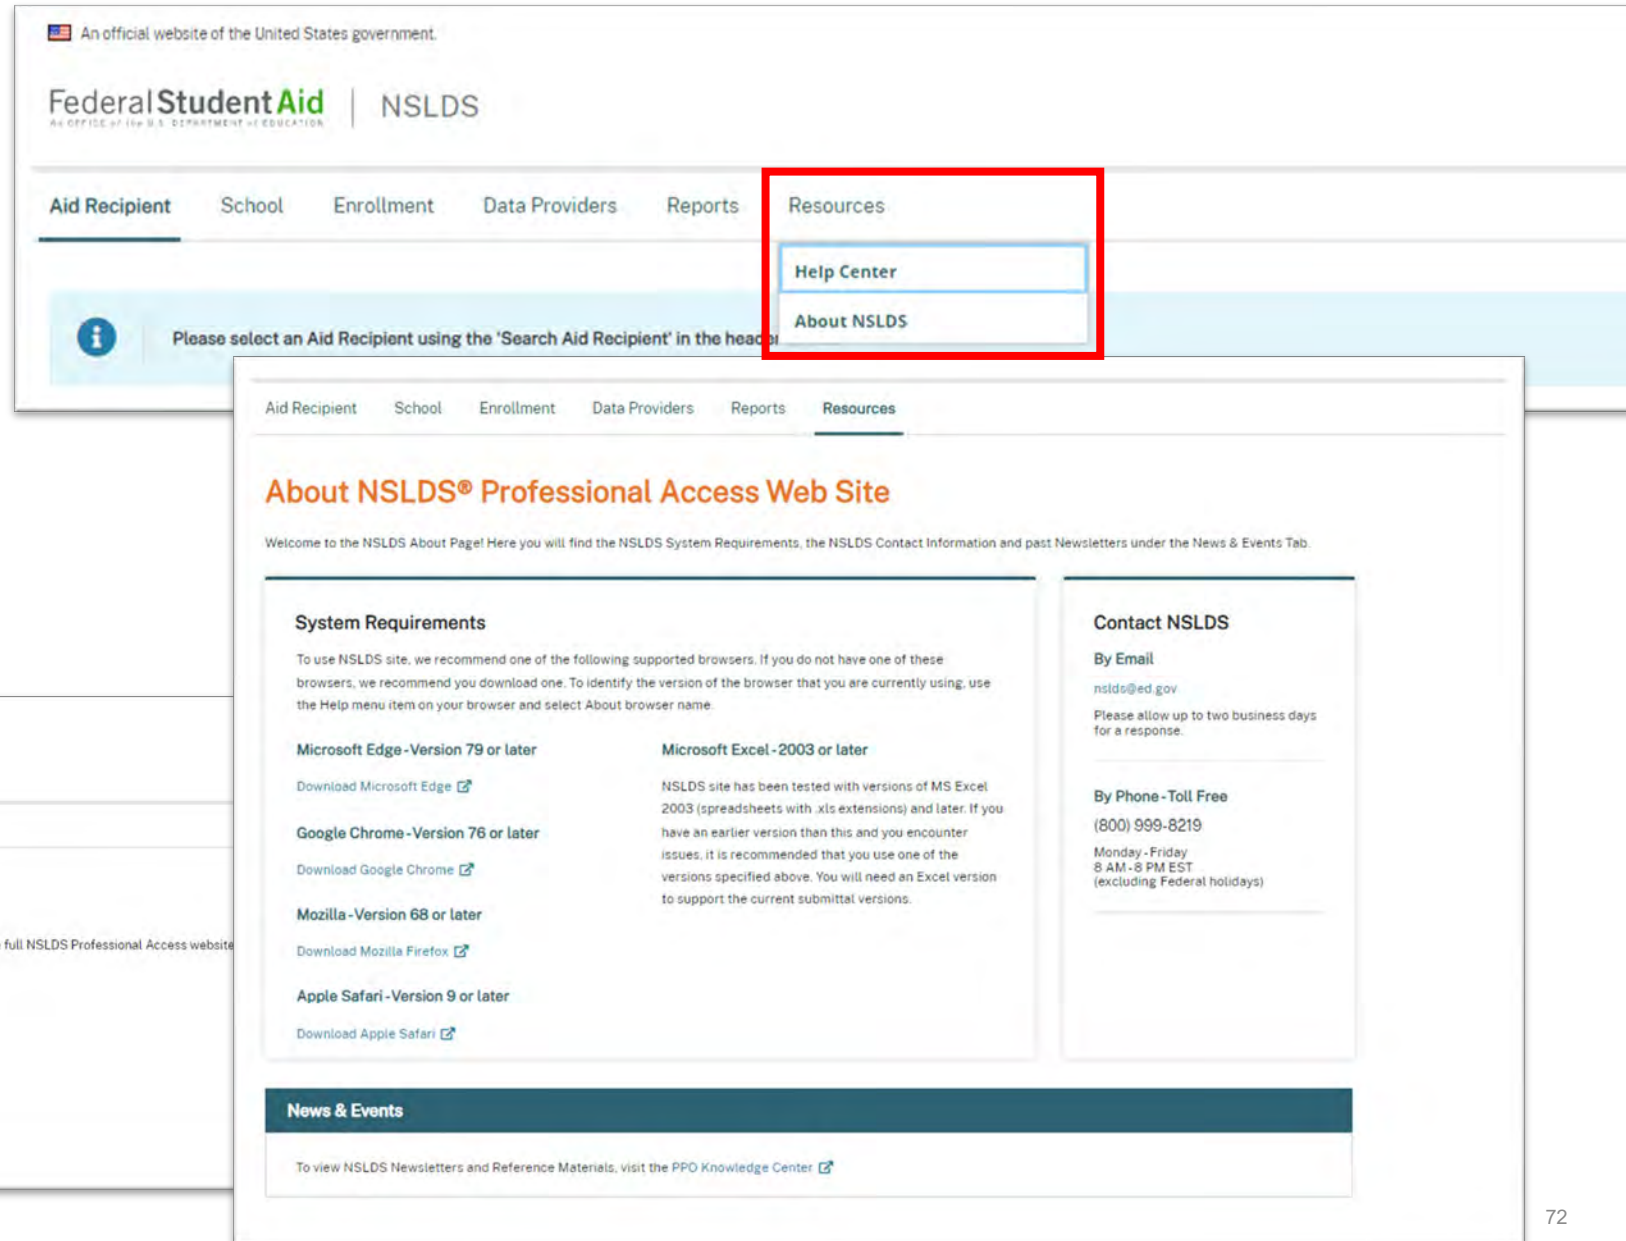 An official website of the United States government.
Federal Student Aid
An OFFICE of the U.S. DEPARTMENT of EDUCATION
NSLDS
Aid Recipient School Enrollment Data Providers Reports Resources
Help Center
About NSLDS
Please select an Aid Recipient using the 'Search Aid Recipient' in the header
Aid Recipient School Enrollment Data Providers Reports Resources
About NSLDS® Professional Access Web Site
Welcome to the NSLDS About Page! Here you will find the NSLDS System Requirements, the NSLDS Contact Information and past Newsletters under the News & Events Tab.
System Requirements
To use NSLDS site, we recommend one of the following supported browsers. If you do not have one of these
browsers, we recommend you download one. To identify the version of the browser that you are currently using, use
the Help menu item on your browser and select About browser name.
Microsoft Edge - Version 79 or later
Download Microsoft Edge
Google Chrome - Version 76 or later
Download Google Chrome
Mozilla - Version 68 or later
Download Mozilla Firefox
Apple Safari - Version 9 or later
Download Apple Safari
Microsoft Excel - 2003 or later
NSLDS site has been tested with versions of MS Excel
2003 (spreadsheets with .xls extensions) and later. If you
have an earlier version than this and you encounter
issues, it is recommended that you use one of the
versions specified above. You will need an Excel version
to support the current submittal versions.
Contact NSLDS
By Email
nslds@ed.gov
Please allow up to two business days
for a response.
By Phone - Toll Free
(800) 999-8219
Monday - Friday
8 AM - 8 PM EST
(excluding Federal holidays)
full NSLDS Professional Access website
News & Events
To view NSLDS Newsletters and Reference Materials, visit the PPO Knowledge Center
72